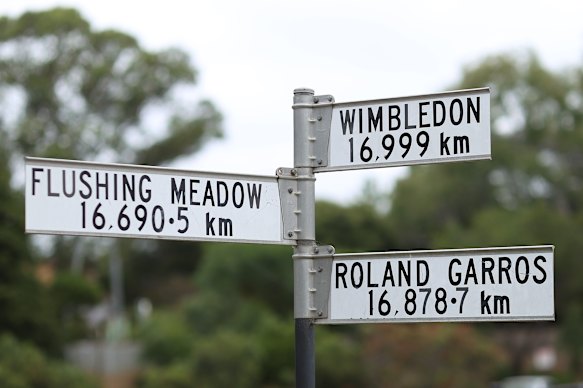 WIMBLEDON
16,999 km
FLUSHING MEADOW
16,690·5 km
ROLAND GARROS
16,878·7 km